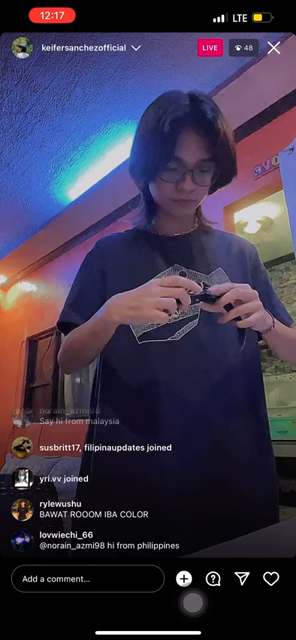 12:17
LTE
keifersanchezofficial
LIVE
48
norain_azmi98
Say hi from malaysia
susbritt17, filipinaupdates joined
yri.vv joined
rylewushu
BAWAT ROOOM IBA COLOR
lovwiechi_66
@norain_azmi98 hi from philippines
Add a comment...